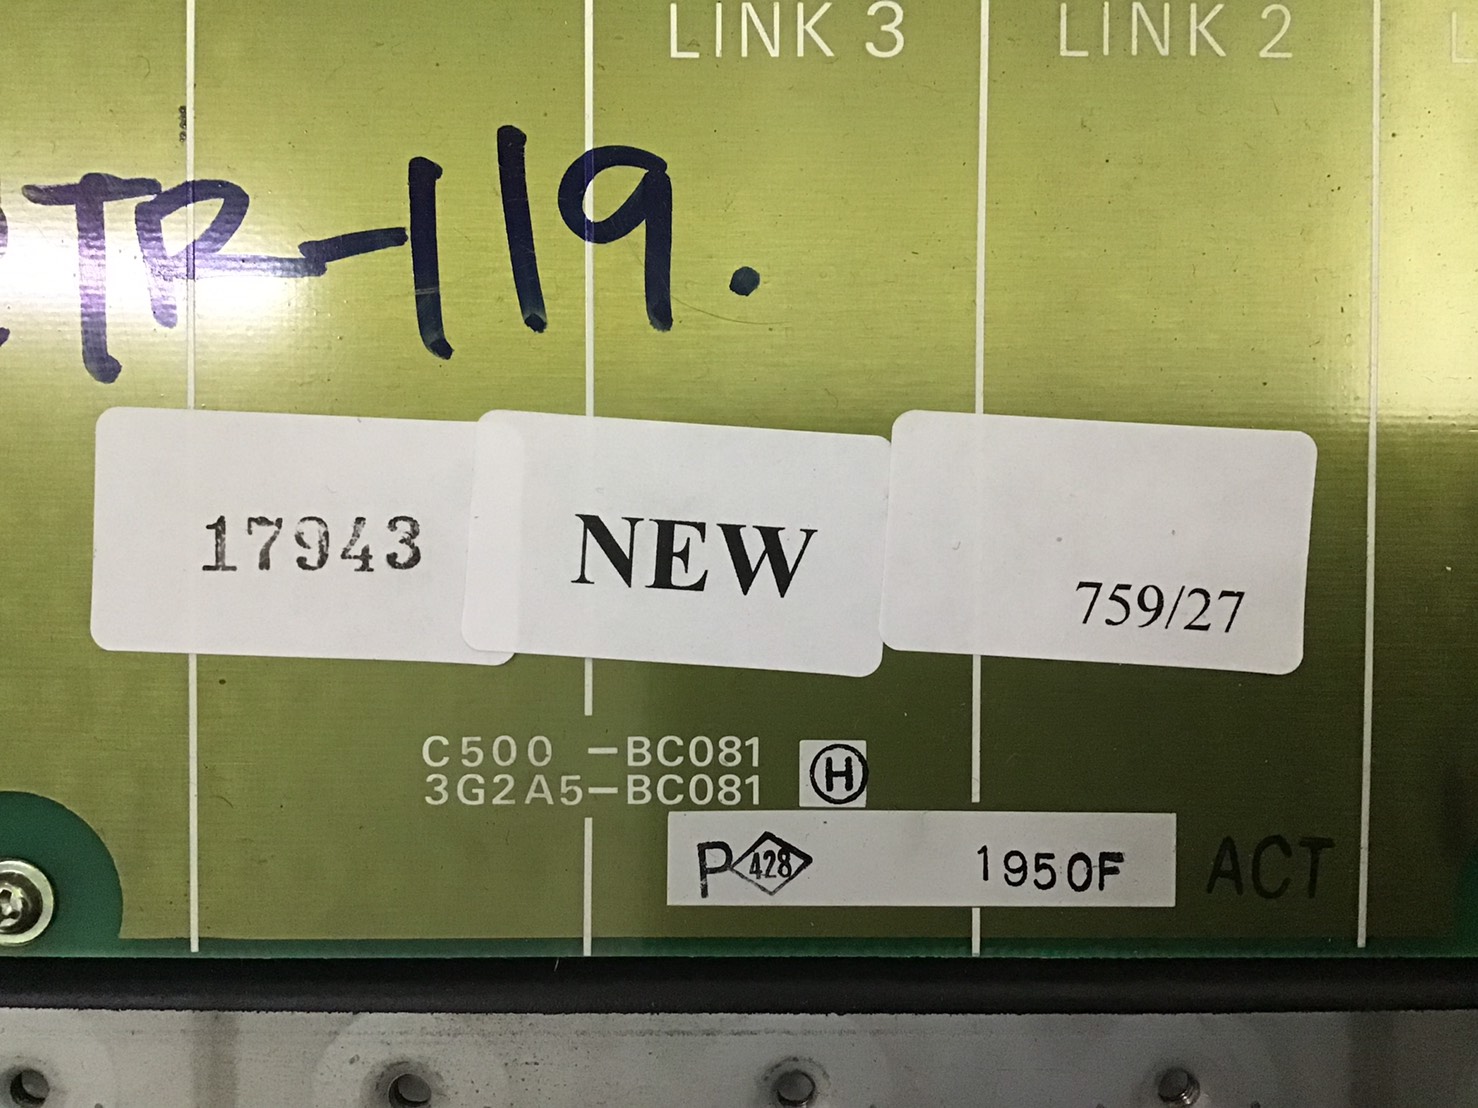 LINK 3
LINK 2
TP-119.
17943
NEW
759/27
C500 -BC081
3G2A5-BC081
H
P 428 1950F
ACT